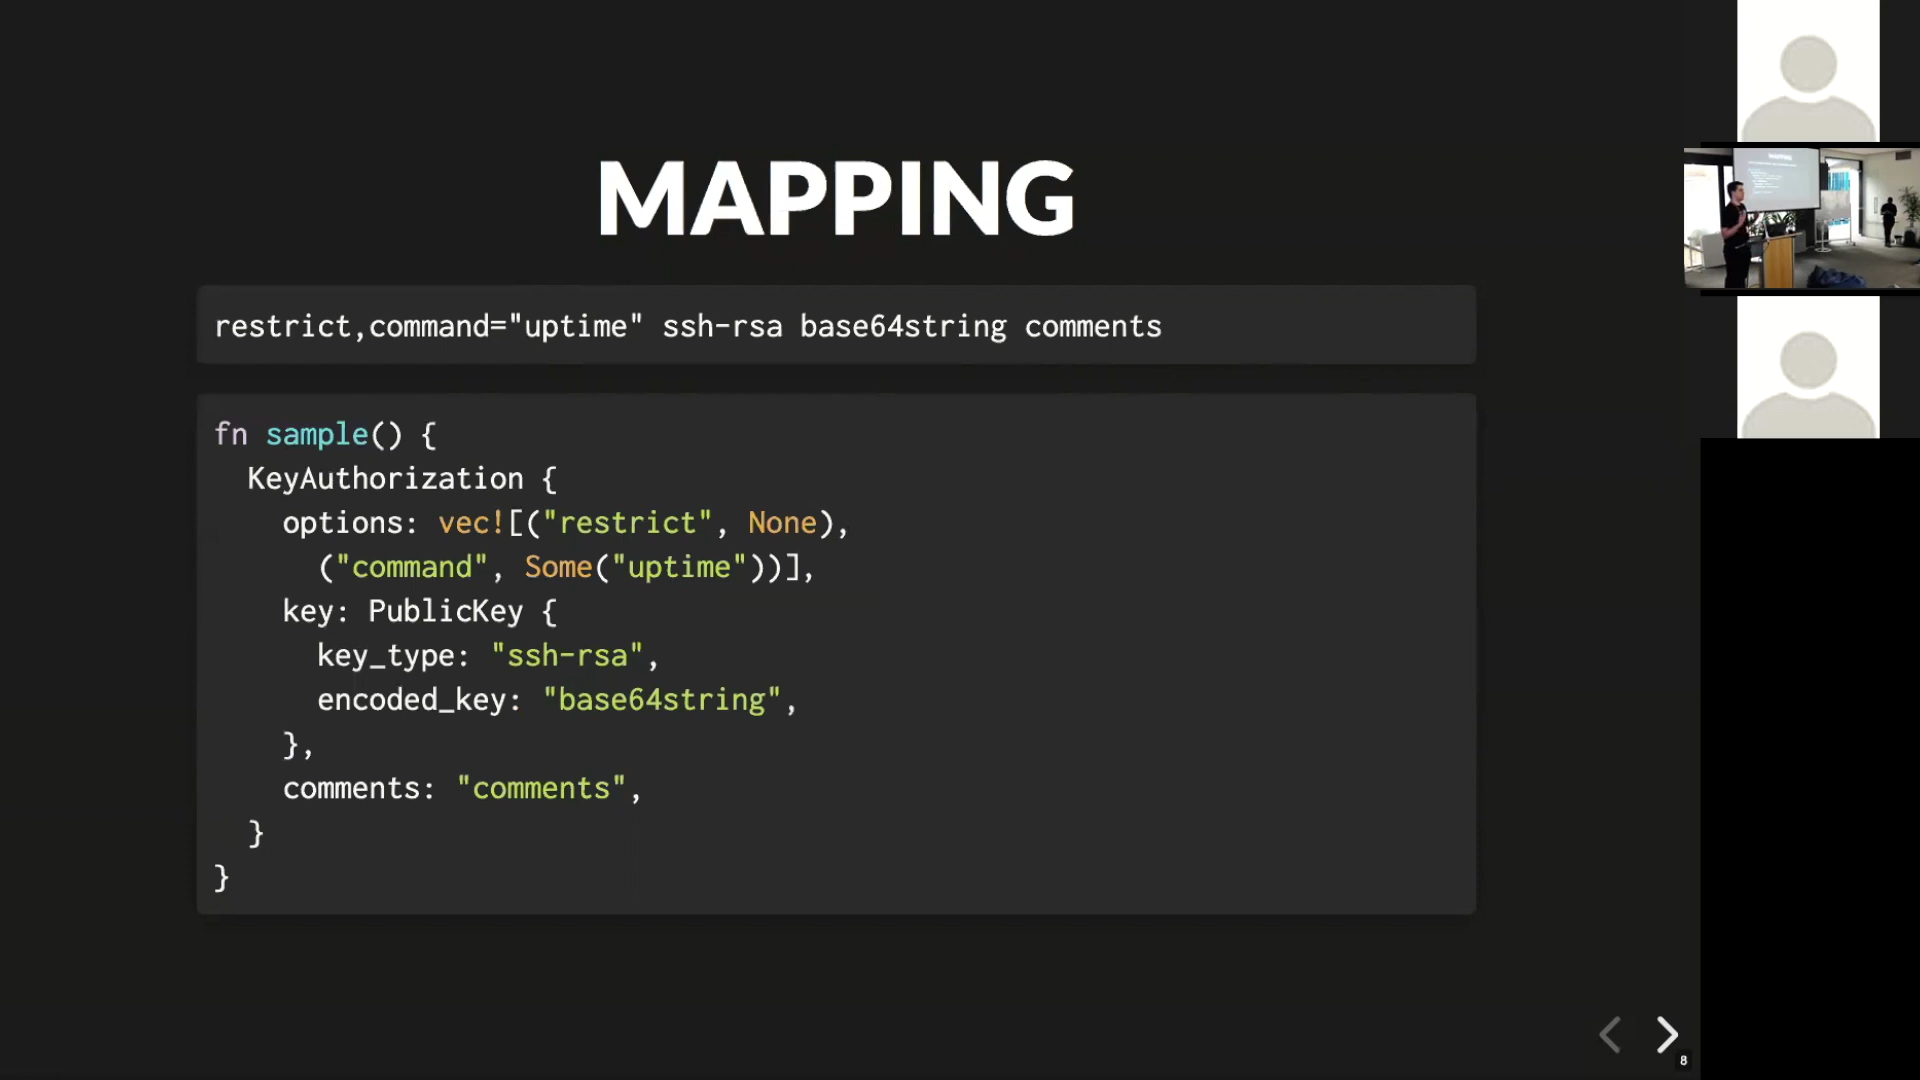 MAPPING
restrict,command="uptime" ssh-rsa base64string comments
fn sample() {
  KeyAuthorization {
    options: vec![("restrict", None),
      ("command", Some("uptime"))],
    key: PublicKey {
      key_type: "ssh-rsa",
      encoded_key: "base64string",
    },
    comments: "comments",
  }
}
8